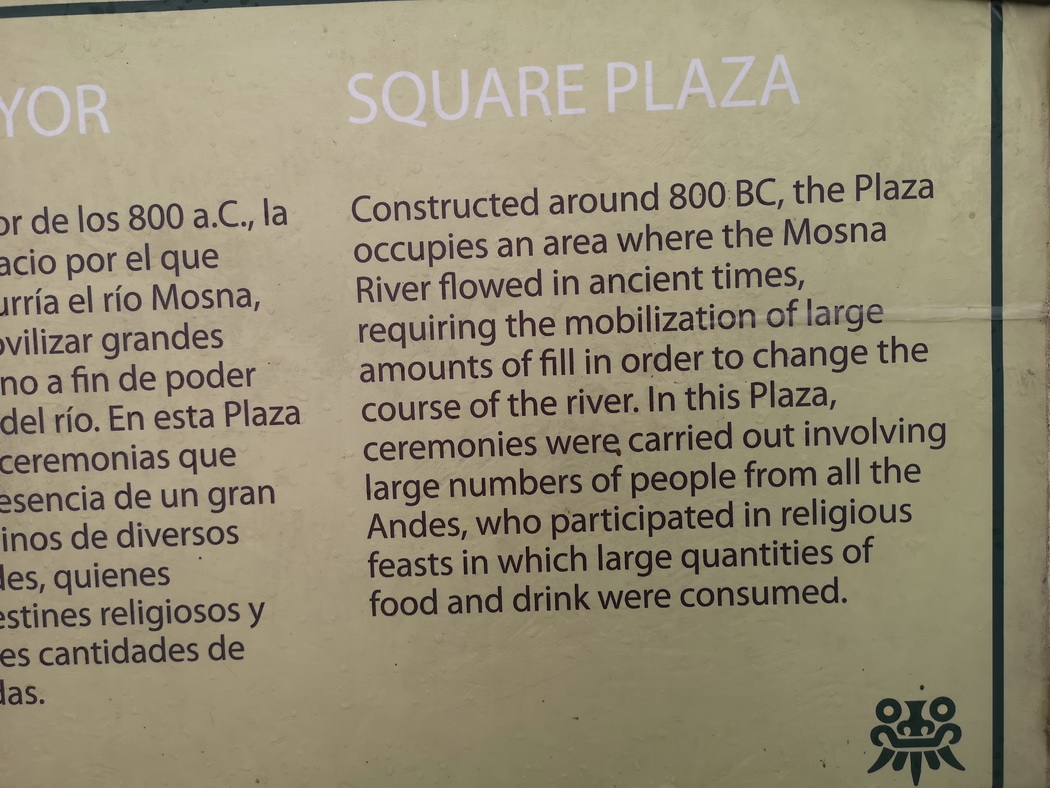 YOR
or de los 800 a.C., la
acio por el que
urría el río Mosna,
ovilizar grandes
no a fin de poder
del río. En esta Plaza
ceremonias que
esencia de un gran
inos de diversos
des, quienes
estines religiosos y
es cantidades de
das.
SQUARE PLAZA
Constructed around 800 BC, the Plaza
occupies an area where the Mosna
River flowed in ancient times,
requiring the mobilization of large
amounts of fill in order to change the
course of the river. In this Plaza,
ceremonies were carried out involving
large numbers of people from all the
Andes, who participated in religious
feasts in which large quantities of
food and drink were consumed.